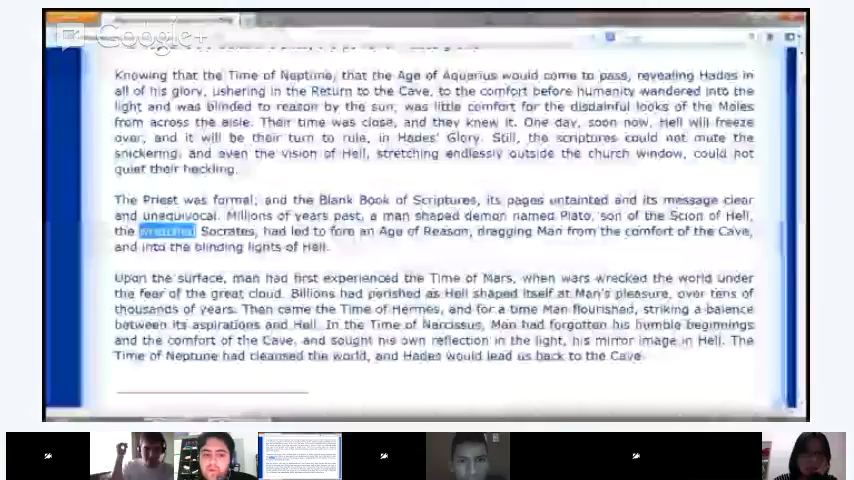 Google+
Knowing that the Time of Neptune, that the Age of Aquarius would come to pass, revealing Hades in
all of his glory, ushering in the Return to the Cave, to the comfort before humanity wandered into the
light and was blinded to reason by the sun, was little comfort for the disdainful looks of the Moles
from across the aisle. Their time was close, and they knew it. One day, soon now, Hell will freeze
over, and it will be their turn to rule, in Hades' Glory. Still, the scriptures could not mute the
snickering, and even the vision of Hell, stretching endlessly outside the church window, could not
quiet their heckling.
The Priest was formal, and the Blank Book of Scriptures, its pages untainted and its message clear
and unequivocal. Millions of years past, a man shaped demon named Plato, son of the Scion of Hell,
the wretched Socrates, had led to fore an Age of Reason, dragging Man from the comfort of the Cave,
and into the blinding lights of Hell.
Upon the surface, man had first experienced the Time of Mars, when wars wrecked the world under
the fear of the great cloud. Billions had perished as Hell shaped itself at Man's pleasure, over tens of
thousands of years. Then came the Time of Hermes, and for a time Man flourished, striking a balance
between its aspirations and Hell. In the Time of Narcissus, Man had forgotten his humble beginnings
and the comfort of the Cave, and sought his own reflection in the light, his mirror image in Hell. The
Time of Neptune had cleansed the world, and Hades would lead us back to the Cave.